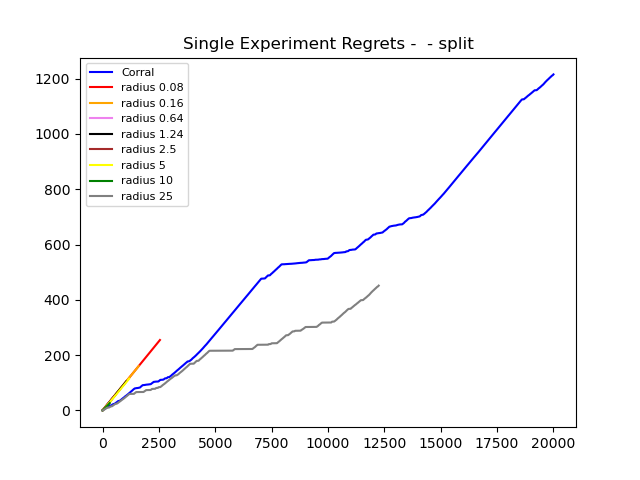 Single Experiment Regrets -  - split
Corral
radius 0.08
radius 0.16
radius 0.64
radius 1.24
radius 2.5
radius 5
radius 10
radius 25
1200
1000
800
600
400
200
0
0 2500 5000 7500 10000 12500 15000 17500 20000